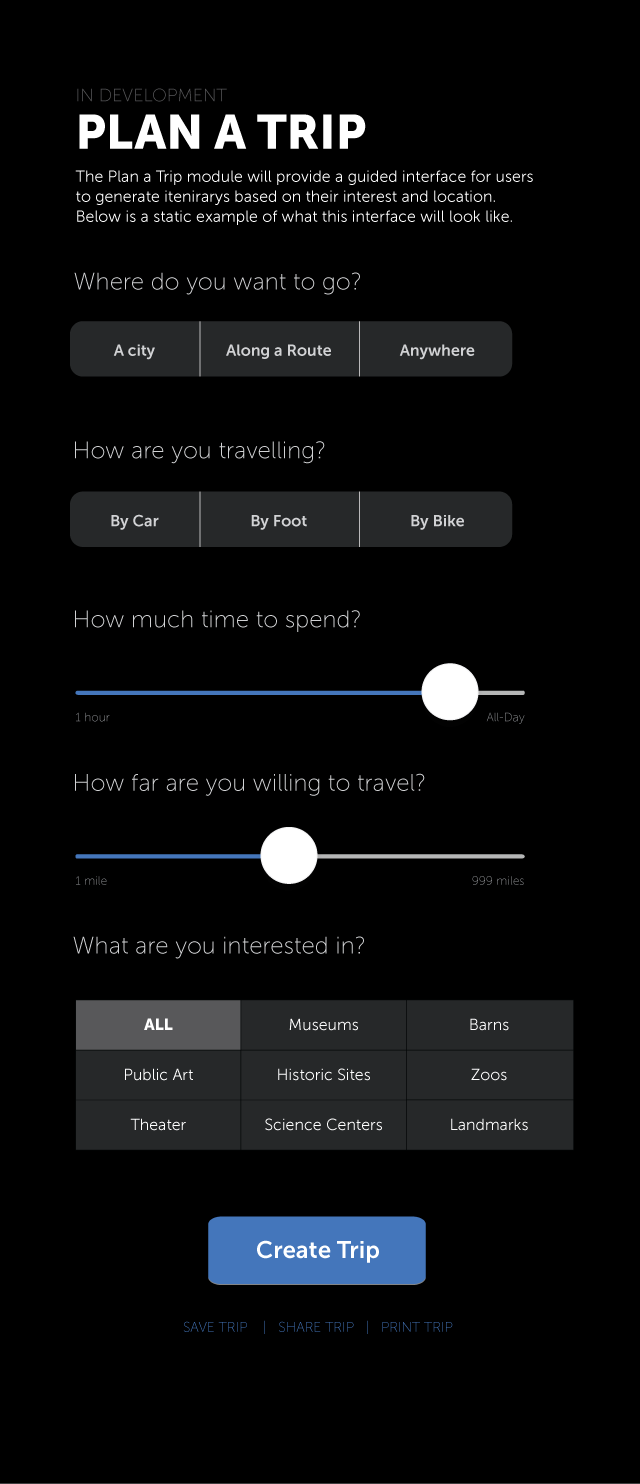 IN DEVELOPMENT
PLAN A TRIP
The Plan a Trip module will provide a guided interface for users
to generate itenirarys based on their interest and location.
Below is a static example of what this interface will look like.
Where do you want to go?
A city Along a Route Anywhere
How are you travelling?
By Car By Foot By Bike
How much time to spend?
1 hour All-Day
How far are you willing to travel?
1 mile 999 miles
What are you interested in?
ALL Museums Barns
Public Art Historic Sites Zoos
Theater Science Centers Landmarks
Create Trip
SAVE TRIP | SHARE TRIP | PRINT TRIP